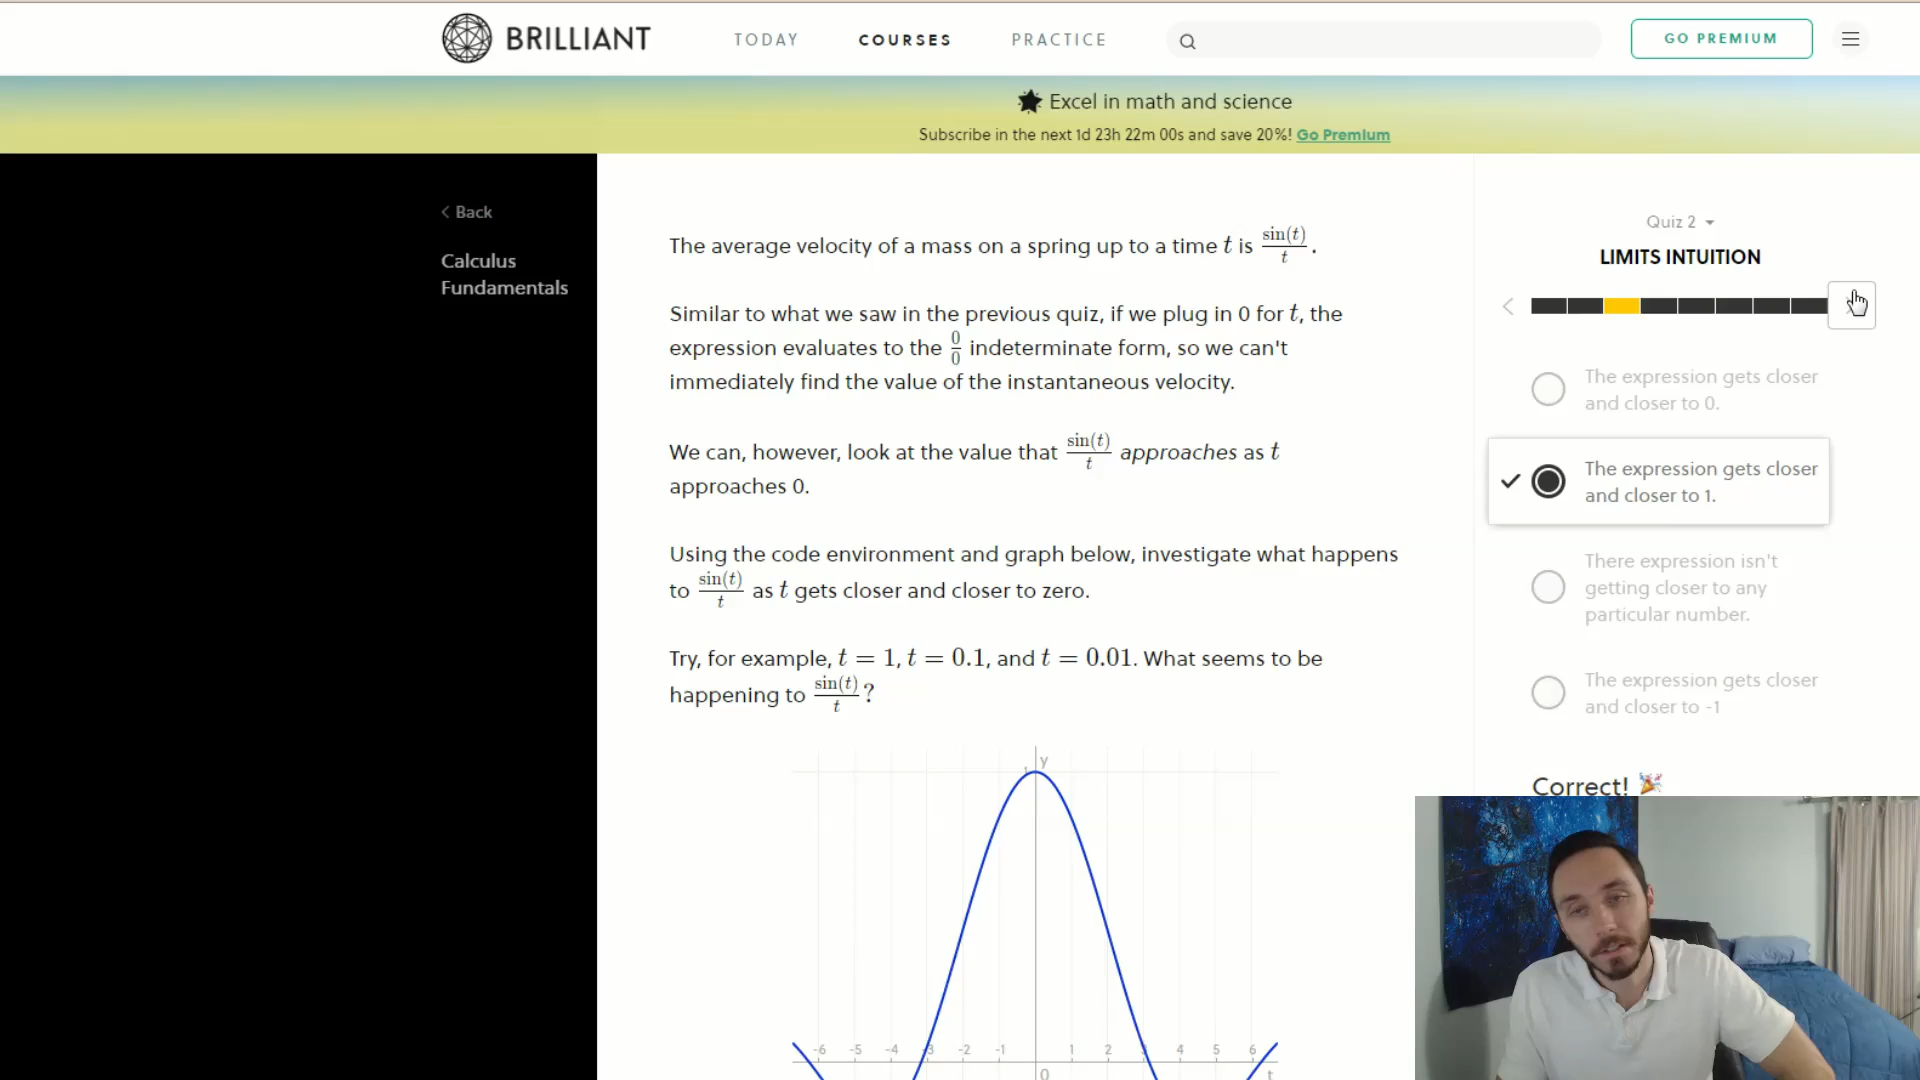 BRILLIANT
TODAY
COURSES
PRACTICE
GO PREMIUM
Excel in math and science
Subscribe in the next 1d 23h 22m 00s and save 20%! Go Premium
Back
Calculus
Fundamentals
The average velocity of a mass on a spring up to a time t is sin(t)/t.
Similar to what we saw in the previous quiz, if we plug in 0 for t, the
expression evaluates to the 0/0 indeterminate form, so we can't
immediately find the value of the instantaneous velocity.
We can, however, look at the value that sin(t)/t approaches as t
approaches 0.
Using the code environment and graph below, investigate what happens
to sin(t)/t as t gets closer and closer to zero.
Try, for example, t = 1, t = 0.1, and t = 0.01. What seems to be
happening to sin(t)/t?
y
1
-6 -5 -4 -3 -2 -1 1 2 3 4 5 6
0
t
Quiz 2
LIMITS INTUITION
The expression gets closer
and closer to 0.
The expression gets closer
and closer to 1.
There expression isn't
getting closer to any
particular number.
The expression gets closer
and closer to -1
Correct!